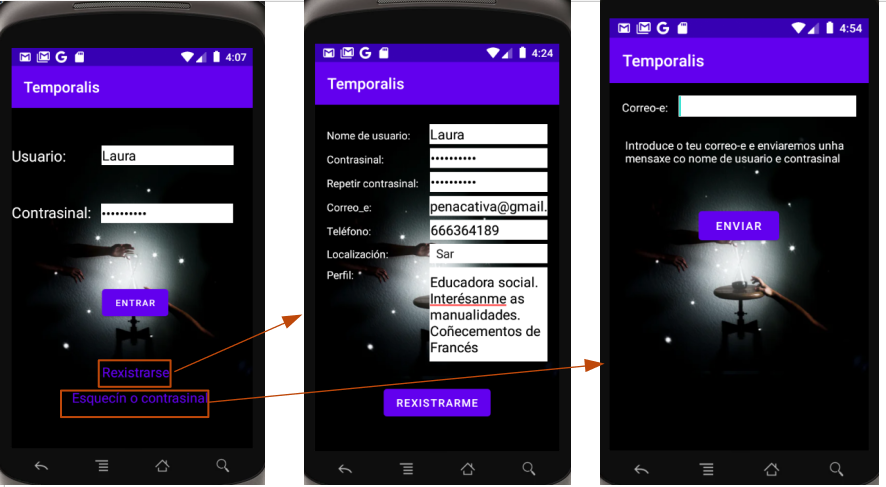 4:07
Temporalis
Usuario: Laura
Contrasinal: ••••••••••
ENTRAR
Rexistrarse
Esquecín o contrasinal
4:24
Temporalis
Nome de usuario: Laura
Contrasinal: ••••••••••
Repetir contrasinal: ••••••••••
Correo_e: penacativa@gmail.
Teléfono: 666364189
Localización: Sar
Perfil: Educadora social.
Interésanme as
manualidades.
Coñecementos de
Francés
REXISTRARME
4:54
Temporalis
Correo-e:
Introduce o teu correo-e e enviaremos unha
mensaxe co nome de usuario e contrasinal
ENVIAR